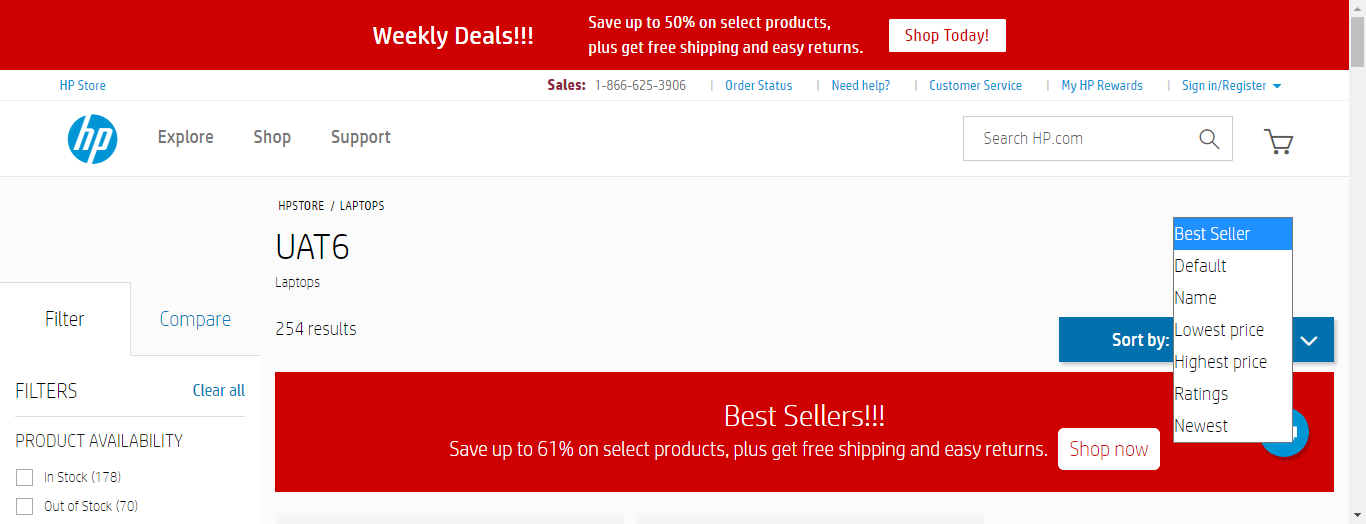 Weekly Deals!!!
Save up to 50% on select products,
plus get free shipping and easy returns.
Shop Today!
HP Store
Sales: 1-866-625-3906 | Order Status | Need help? | Customer Service | My HP Rewards | Sign in/Register
hp
Explore Shop Support
Search HP.com
HPSTORE / LAPTOPS
UAT6
Laptops
254 results
Sort by:
Best Seller
Default
Name
Lowest price
Highest price
Ratings
Newest
Filter Compare
FILTERS Clear all
PRODUCT AVAILABILITY
In Stock (178)
Out of Stock (70)
Best Sellers!!!
Save up to 61% on select products, plus get free shipping and easy returns.
Shop now